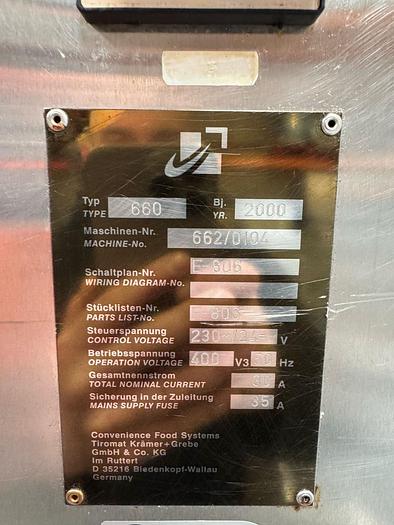 Typ Bj.
TYPE 660 YR. 2000
Maschinen-Nr.
MACHINE-No. 662/0194
Schaltplan-Nr.
WIRING DIAGRAM-No.
Stücklisten-Nr.
PARTS LIST-No.
Steuerspannung
CONTROL VOLTAGE 230~/24= V
Betriebsspannung
OPERATION VOLTAGE 400 V3 Hz
Gesamtnennstrom
TOTAL NOMINAL CURRENT A
Sicherung in der Zuleitung
MAINS SUPPLY FUSE 35 A
Convenience Food Systems
Tiromat Krämer+Grebe
GmbH & Co. KG
Im Ruttert
D 35216 Biedenkopf-Wallau
Germany